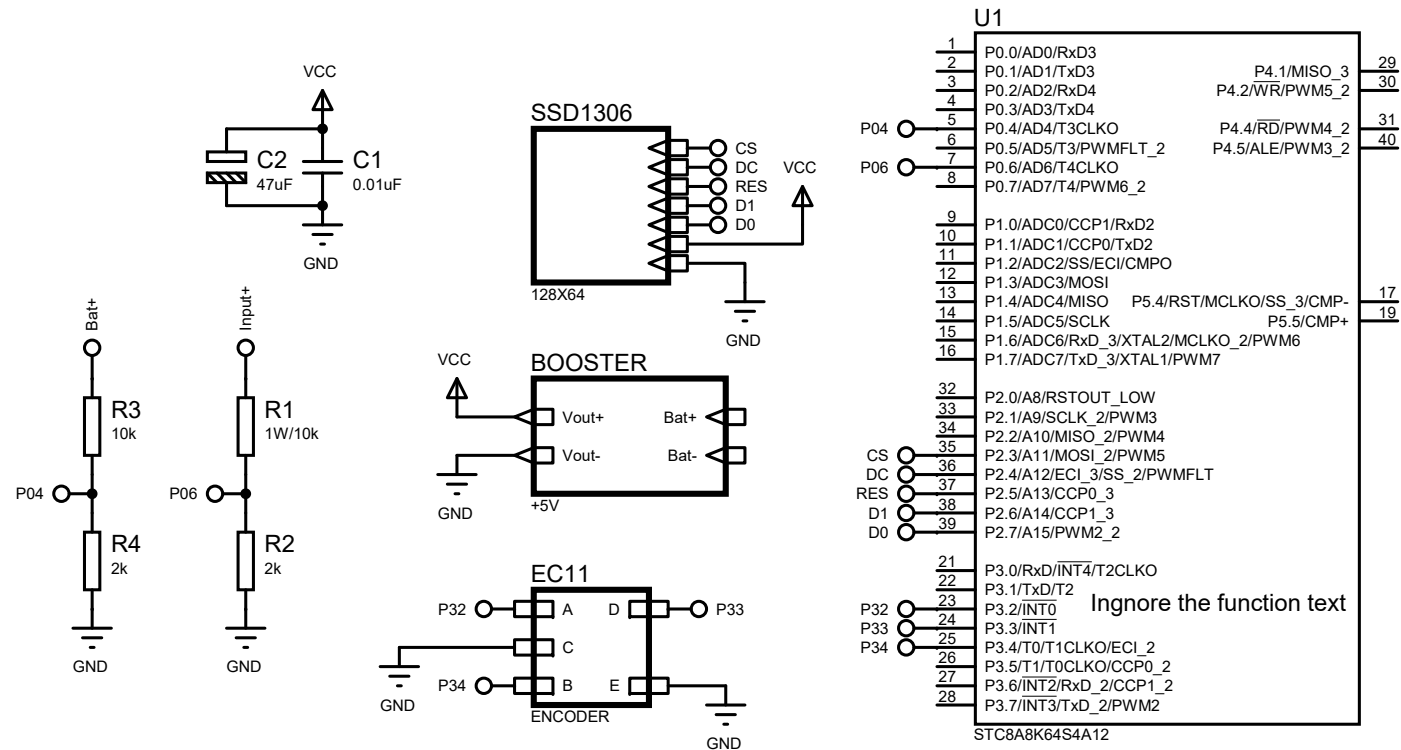 VCC
C2
47uF
C1
0.01uF
GND
Bat+
R3
10k
P04
R4
2k
GND
Input+
R1
1W/10k
P06
R2
2k
GND
SSD1306
CS
DC
RES
D1
D0
VCC
128X64
GND
BOOSTER
VCC
Vout+ Bat+
Vout- Bat-
GND
+5V
EC11
P32 A D P33
C
GND
P34 B E
ENCODER
GND
U1
1 P0.0/AD0/RxD3
2 P0.1/AD1/TxD3
3 P0.2/AD2/RxD4
4 P0.3/AD3/TxD4
P04 5 P0.4/AD4/T3CLKO
6 P0.5/AD5/T3/PWMFLT_2
P06 7 P0.6/AD6/T4CLKO
8 P0.7/AD7/T4/PWM6_2
P4.1/MISO_3 29
P4.2/WR/PWM5_2 30
P4.4/RD/PWM4_2 31
P4.5/ALE/PWM3_2 40
9 P1.0/ADC0/CCP1/RxD2
10 P1.1/ADC1/CCP0/TxD2
11 P1.2/ADC2/SS/ECI/CMPO
12 P1.3/ADC3/MOSI
13 P1.4/ADC4/MISO
14 P1.5/ADC5/SCLK
15 P1.6/ADC6/RxD_3/XTAL2/MCLKO_2/PWM6
16 P1.7/ADC7/TxD_3/XTAL1/PWM7
P5.4/RST/MCLKO/SS_3/CMP- 17
P5.5/CMP+ 19
32 P2.0/A8/RSTOUT_LOW
33 P2.1/A9/SCLK_2/PWM3
34 P2.2/A10/MISO_2/PWM4
CS 35 P2.3/A11/MOSI_2/PWM5
DC 36 P2.4/A12/ECI_3/SS_2/PWMFLT
RES 37 P2.5/A13/CCP0_3
D1 38 P2.6/A14/CCP1_3
D0 39 P2.7/A15/PWM2_2
21 P3.0/RxD/INT4/T2CLKO
22 P3.1/TxD/T2
P32 23 P3.2/INT0
P33 24 P3.3/INT1
P34 25 P3.4/T0/T1CLKO/ECI_2
26 P3.5/T1/T0CLKO/CCP0_2
27 P3.6/INT2/RxD_2/CCP1_2
28 P3.7/INT3/TxD_2/PWM2
Ingnore the function text
STC8A8K64S4A12